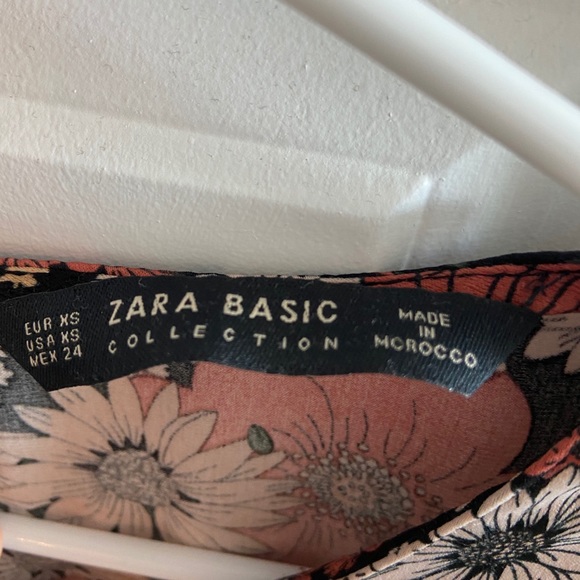 EUR XS
USA XS
MEX 24
ZARA BASIC
COLLECTION
MADE
IN
MOROCCO